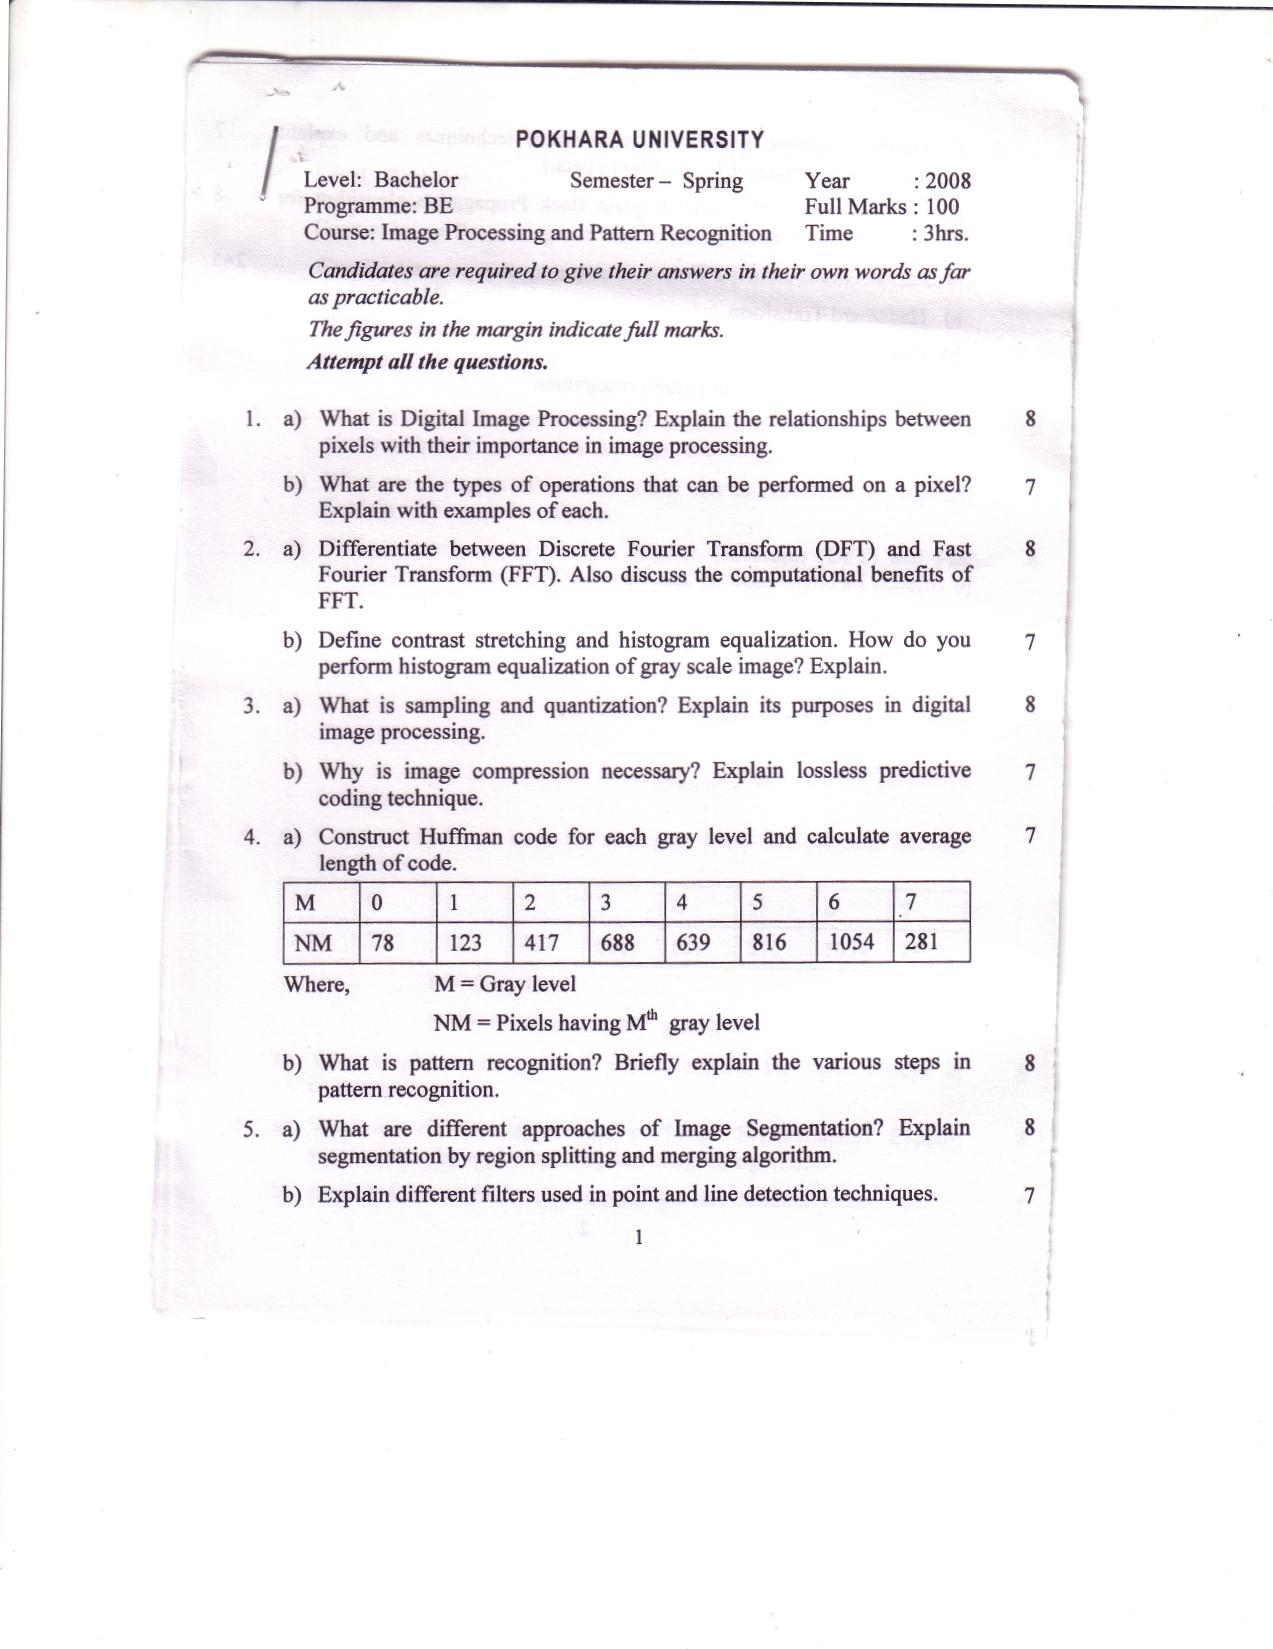 POKHARA UNIVERSITY
Level: Bachelor Semester – Spring Year : 2008
Programme: BE Full Marks : 100
Course: Image Processing and Pattern Recognition Time : 3hrs.
Candidates are required to give their answers in their own words as far
as practicable.
The figures in the margin indicate full marks.
Attempt all the questions.
1. a) What is Digital Image Processing? Explain the relationships between 8
pixels with their importance in image processing.
b) What are the types of operations that can be performed on a pixel? 7
Explain with examples of each.
2. a) Differentiate between Discrete Fourier Transform (DFT) and Fast 8
Fourier Transform (FFT). Also discuss the computational benefits of
FFT.
b) Define contrast stretching and histogram equalization. How do you 7
perform histogram equalization of gray scale image? Explain.
3. a) What is sampling and quantization? Explain its purposes in digital 8
image processing.
b) Why is image compression necessary? Explain lossless predictive 7
coding technique.
4. a) Construct Huffman code for each gray level and calculate average 7
length of code.
M 0 1 2 3 4 5 6 7
NM 78 123 417 688 639 816 1054 281
Where, M = Gray level
NM = Pixels having Mth gray level
b) What is pattern recognition? Briefly explain the various steps in 8
pattern recognition.
5. a) What are different approaches of Image Segmentation? Explain 8
segmentation by region splitting and merging algorithm.
b) Explain different filters used in point and line detection techniques. 7
1